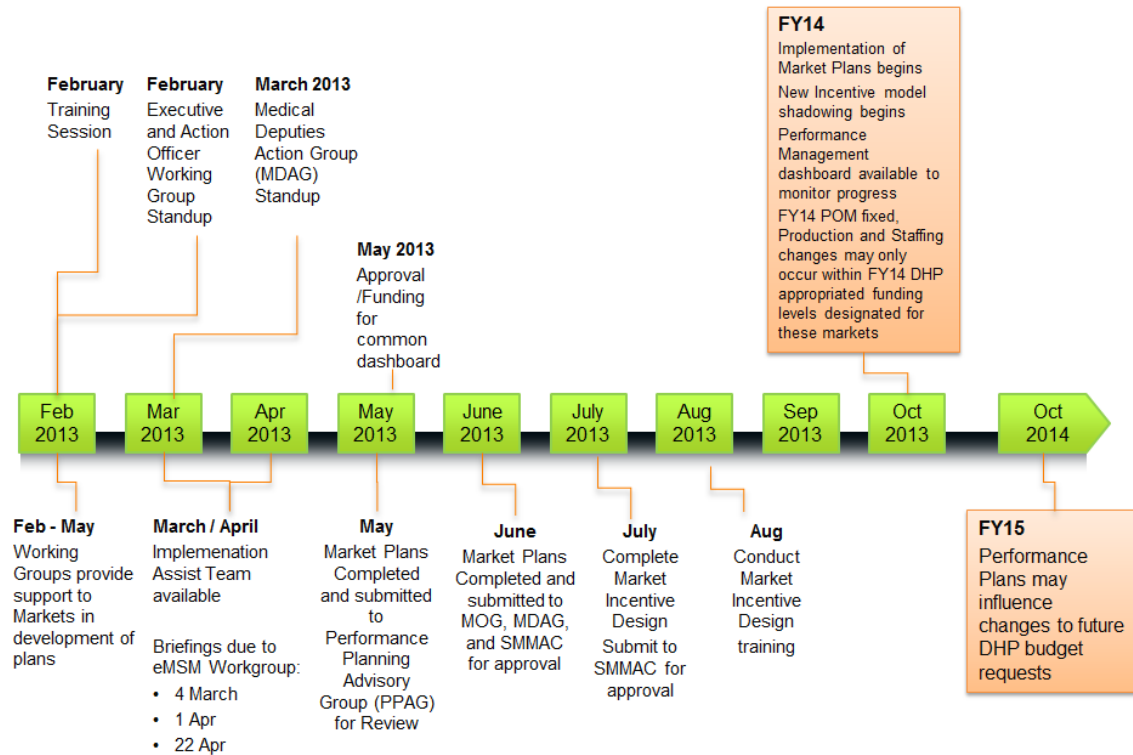 February
Training
Session
February
Executive
and Action
Officer
Working
Group
Standup
March 2013
Medical
Deputies
Action Group
(MDAG)
Standup
May 2013
Approval
/Funding
for
common
dashboard
FY14
Implementation of
Market Plans begins
New Incentive model
shadowing begins
Performance
Management
dashboard available to
monitor progress
FY14 POM fixed,
Production and Staffing
changes may only
occur within FY14 DHP
appropriated funding
levels designated for
these markets
Feb
2013
Mar
2013
Apr
2013
May
2013
June
2013
July
2013
Aug
2013
Sep
2013
Oct
2013
Oct
2014
Feb - May
Working
Groups provide
support to
Markets in
development of
plans
March / April
Implemenation
Assist Team
available
Briefings due to
eMSM Workgroup:
• 4 March
• 1 Apr
• 22 Apr
May
Market Plans
Completed
and submitted
to
Performance
Planning
Advisory
Group (PPAG)
for Review
June
Market Plans
Completed and
submitted to
MOG, MDAG,
and SMMAC
for approval
July
Complete
Market
Incentive
Design
Submit to
SMMAC for
approval
Aug
Conduct
Market
Incentive
Design
training
FY15
Performance
Plans may
influence
changes to future
DHP budget
requests